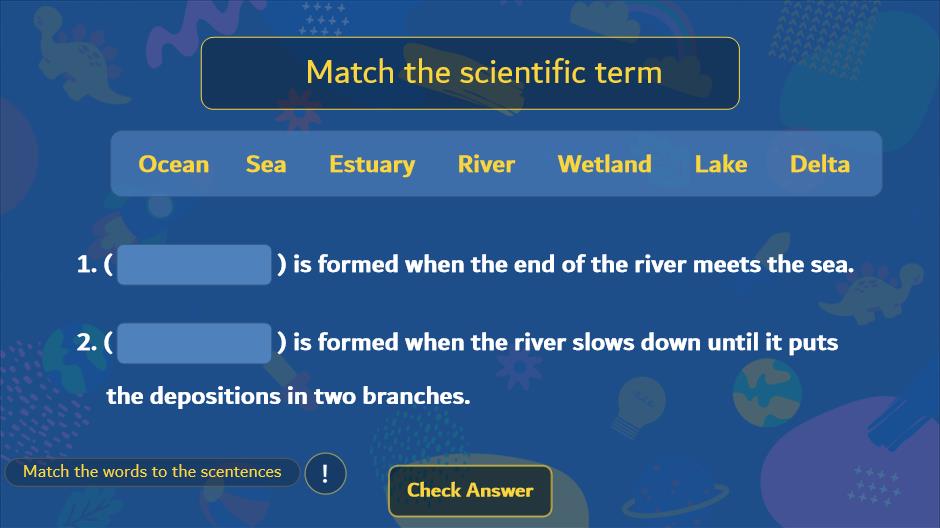 Match the scientific term
Ocean Sea Estuary River Wetland Lake Delta
1. ( ) is formed when the end of the river meets the sea.
2. ( ) is formed when the river slows down until it puts
the depositions in two branches.
Match the words to the scentences !
Check Answer